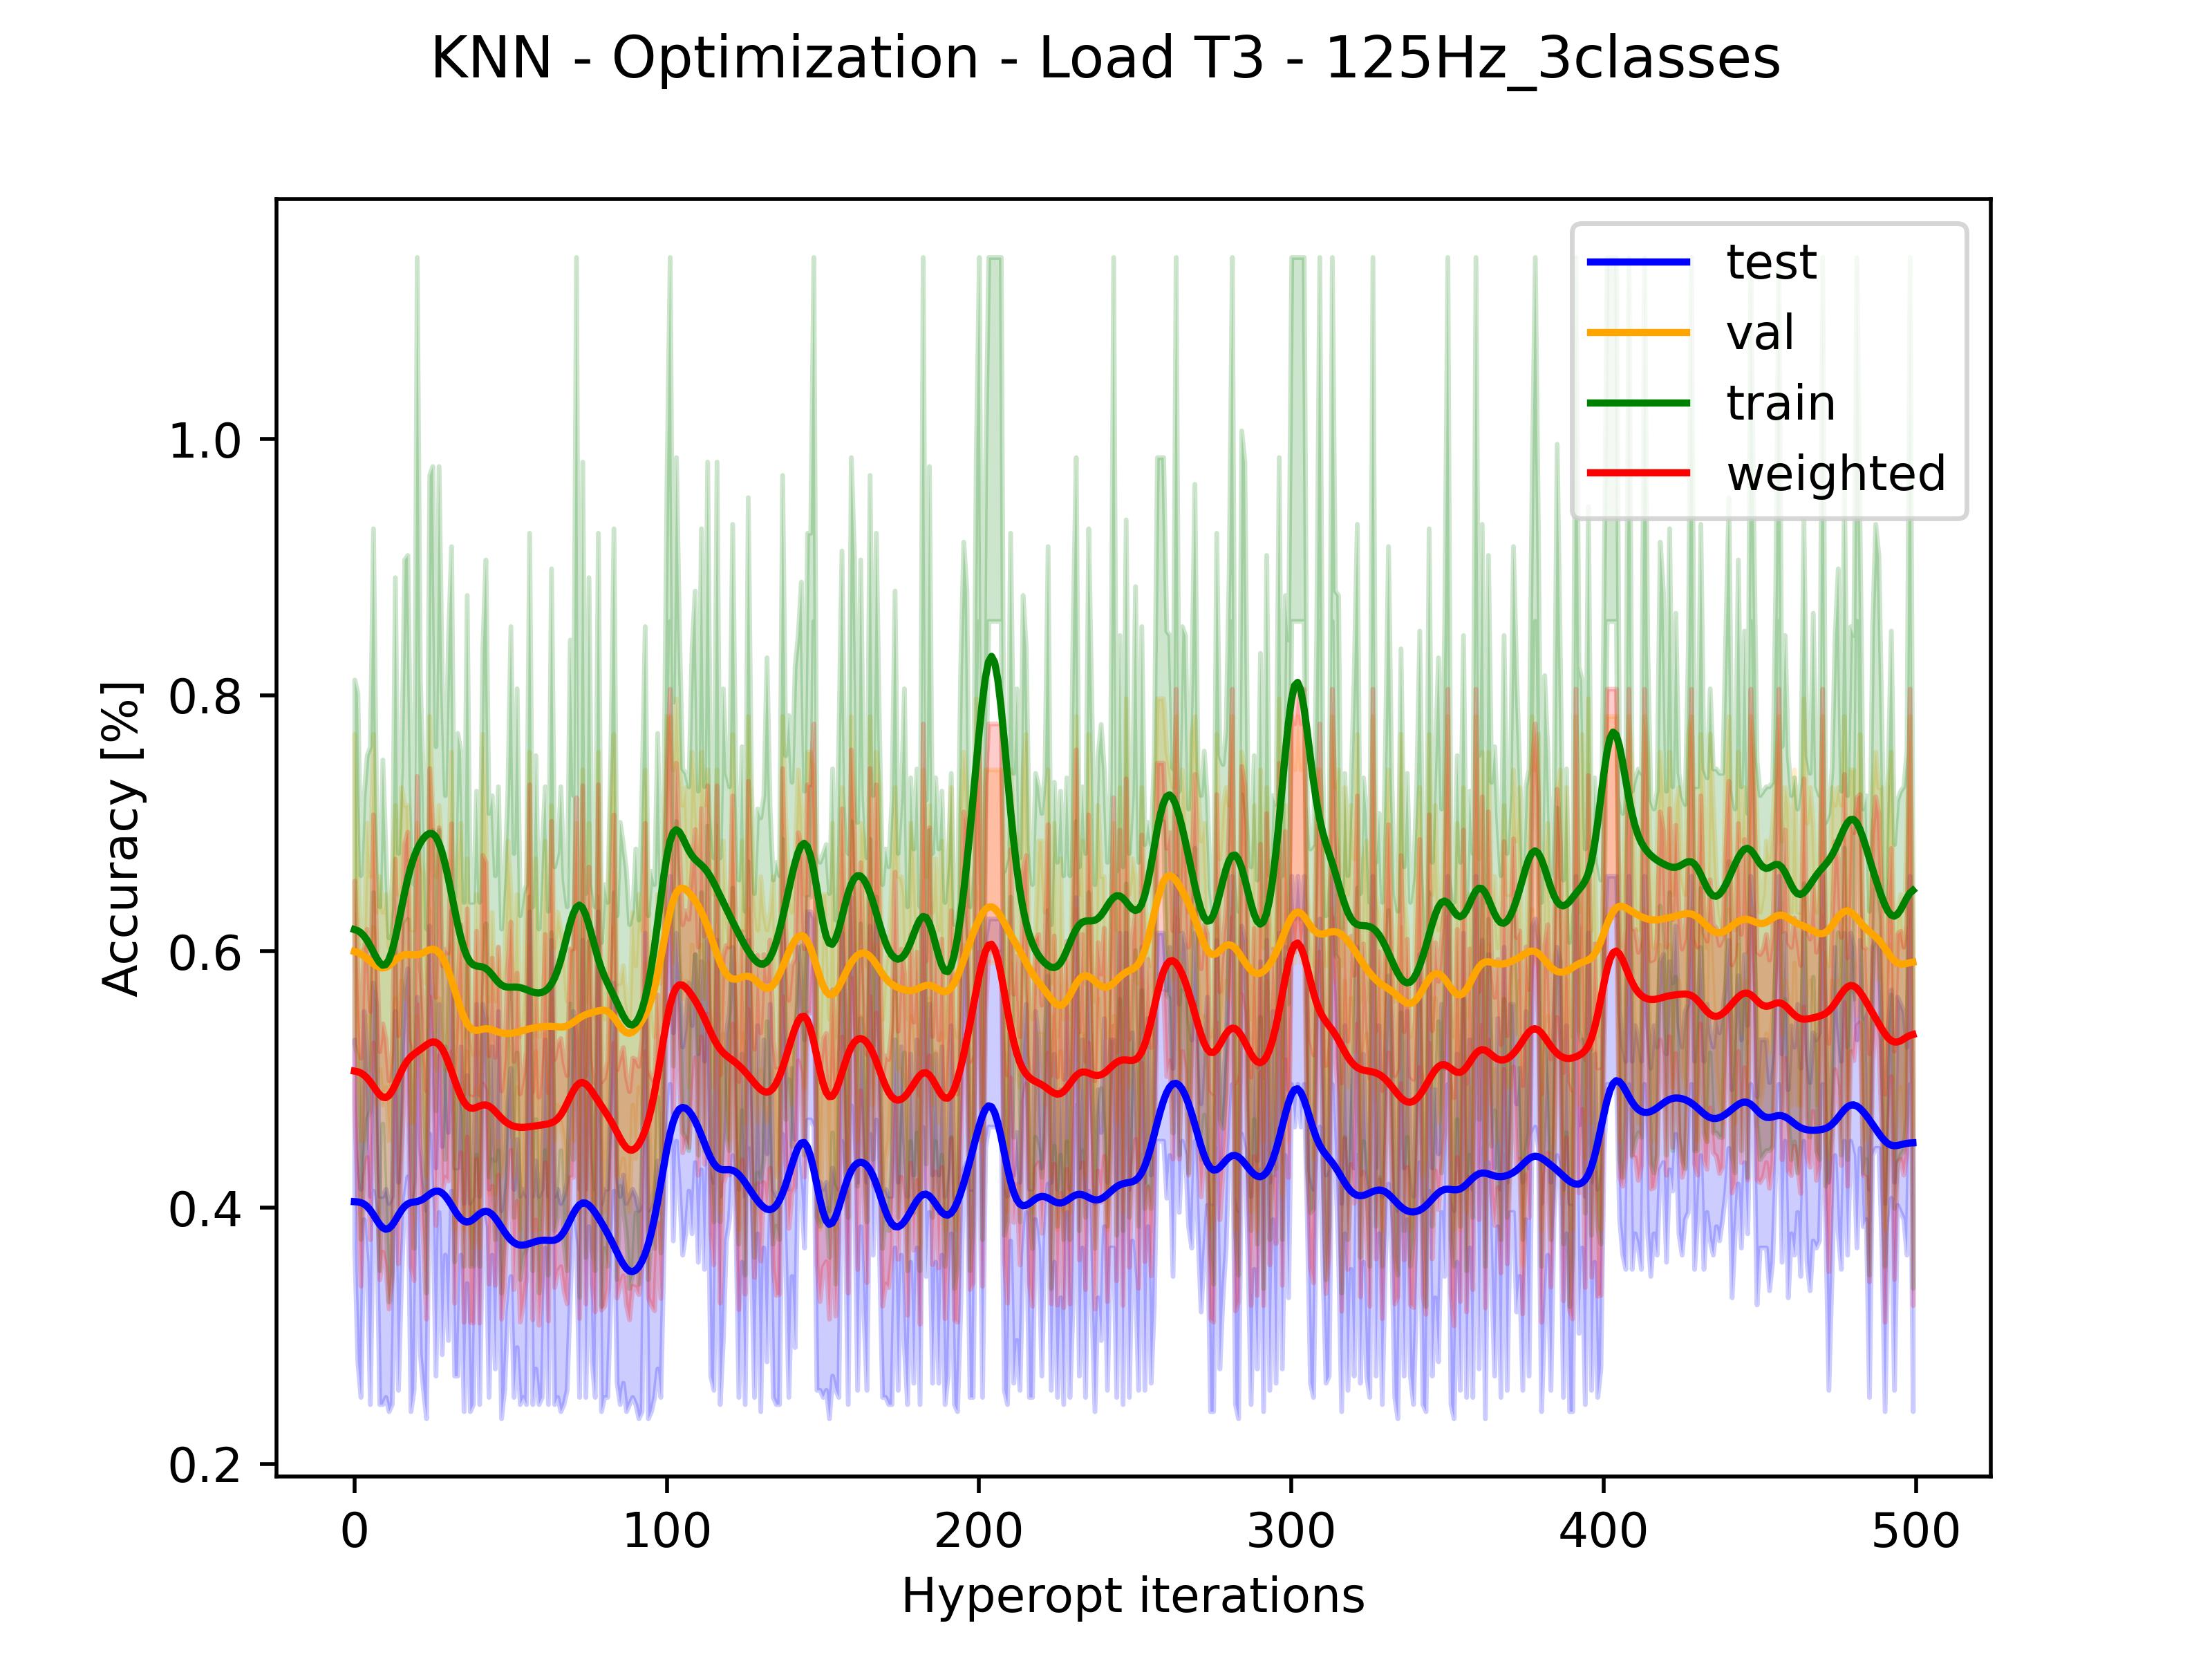 KNN - Optimization - Load T3 - 125Hz_3classes
test
val
train
weighted
Accuracy [%]
1.0
0.8
0.6
0.4
0.2
0 100 200 300 400 500
Hyperopt iterations